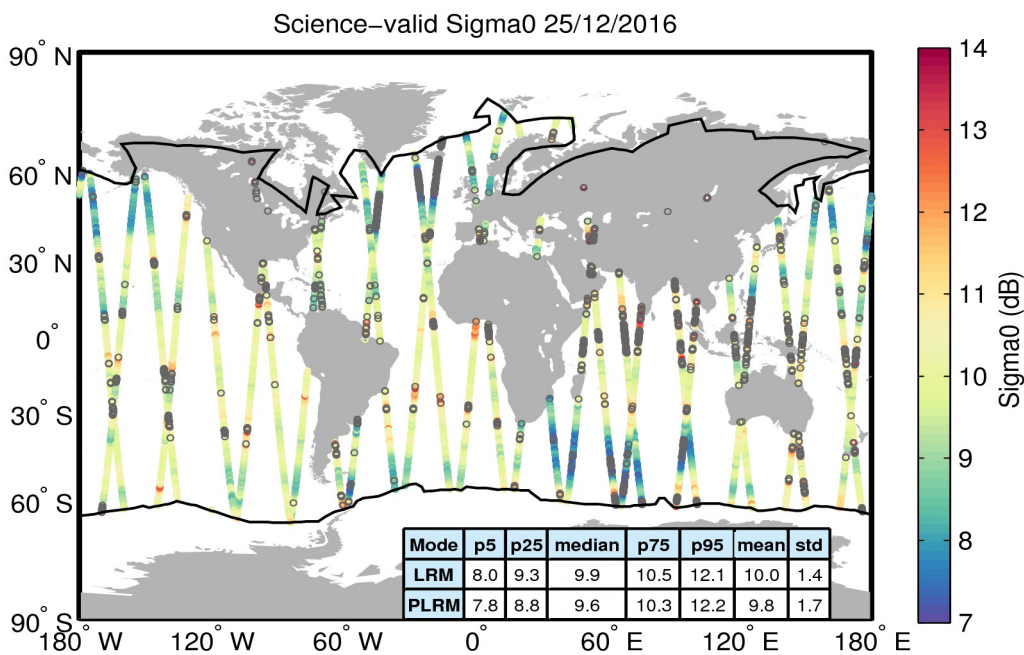 Science−valid Sigma0 25/12/2016
90° N
60° N
30° N
0°
30° S
60° S
90° S
180° W
120° W
60° W
0°
60° E
120° E
180° E
14
13
12
11
10
9
8
7
Sigma0 (dB)
Mode p5 p25 median p75 p95 mean std
LRM 8.0 9.3 9.9 10.5 12.1 10.0 1.4
PLRM 7.8 8.8 9.6 10.3 12.2 9.8 1.7